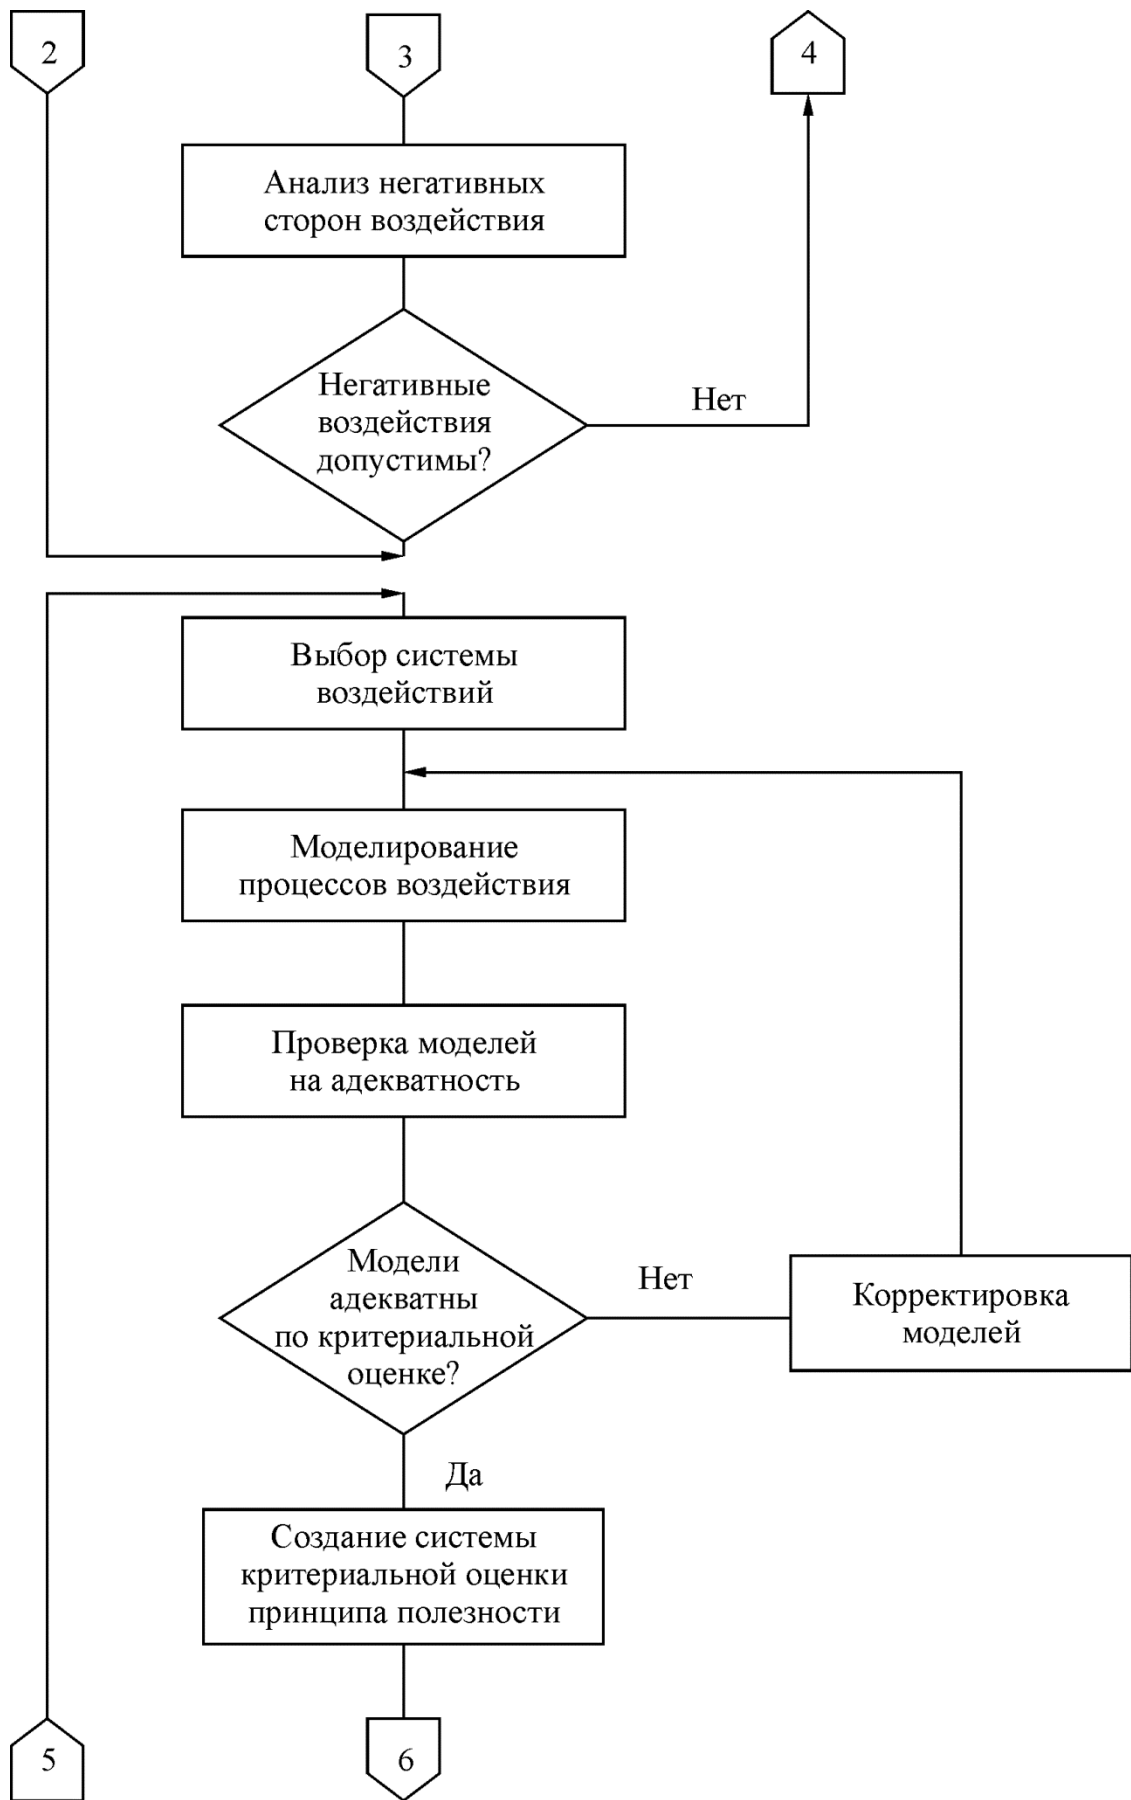 2
3
4
Анализ негативных
сторон воздействия
Негативные
воздействия
допустимы?
Нет
Выбор системы
воздействий
Моделирование
процессов воздействия
Проверка моделей
на адекватность
Модели
адекватны
по критериальной
оценке?
Нет
Корректировка
моделей
Да
Создание системы
критериальной оценки
принципа полезности
5
6